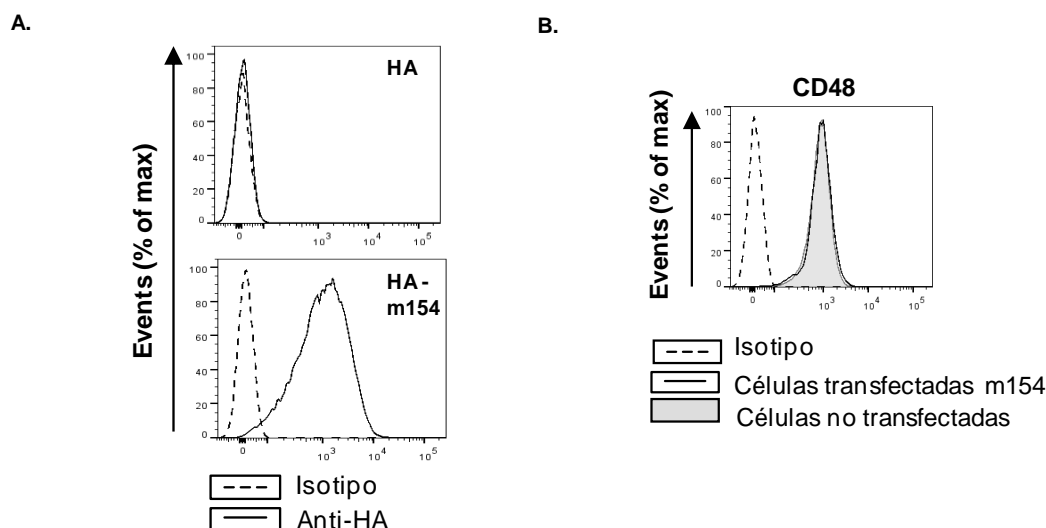 A.
Events (% of max)
HA
100
80
60
40
20
0
0 10³ 10⁴ 10⁵
HA -
m154
100
80
60
40
20
0
0 10³ 10⁴ 10⁵
Isotipo
Anti-HA
B.
CD48
Events (% of max)
100
80
60
40
20
0
0 10³ 10⁴ 10⁵
Isotipo
Células transfectadas m154
Células no transfectadas